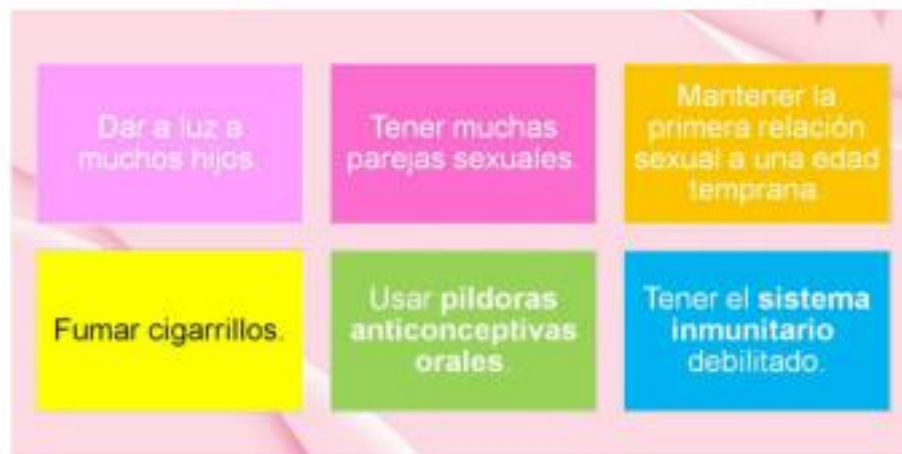 Dar a luz a
muchos hijos.
Tener muchas
parejas sexuales.
Mantener la
primera relación
sexual a una edad
temprana
Fumar cigarrillos.
Usar pildoras
anticonceptivas
orales.
Tener el sistema
inmunitario
debilitado.